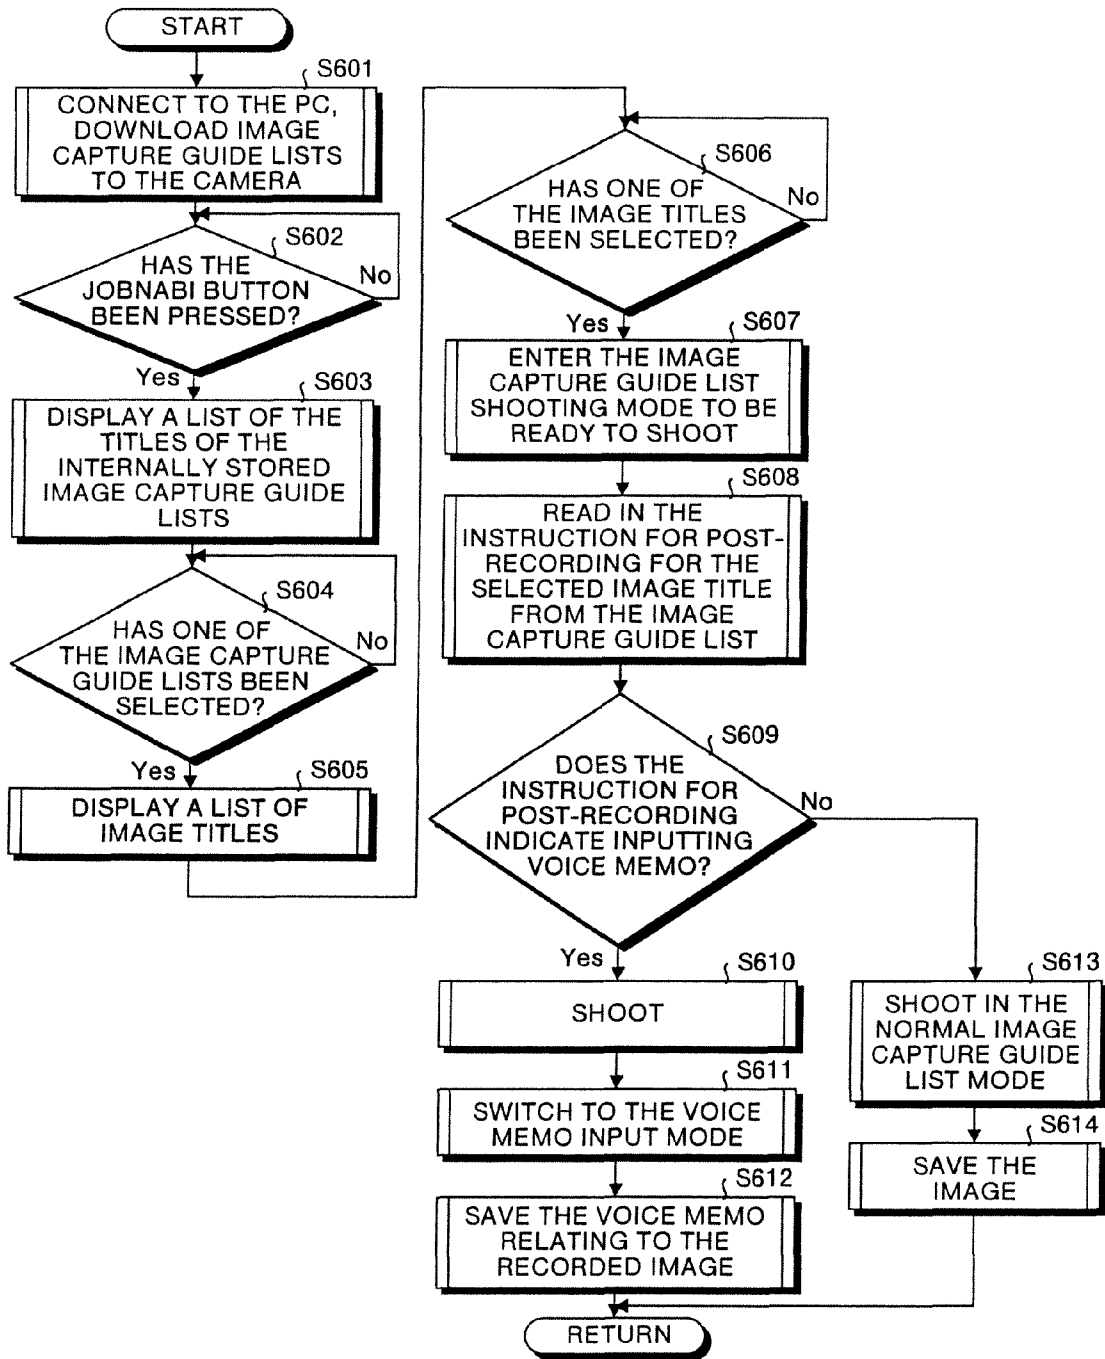 START
S601
CONNECT TO THE PC,
DOWNLOAD IMAGE
CAPTURE GUIDE LISTS
TO THE CAMERA
S602
HAS THE
JOBNABI BUTTON
BEEN PRESSED?
No
Yes
S603
DISPLAY A LIST OF THE
TITLES OF THE
INTERNALLY STORED
IMAGE CAPTURE GUIDE
LISTS
S604
HAS ONE OF
THE IMAGE CAPTURE
GUIDE LISTS BEEN
SELECTED?
No
Yes
S605
DISPLAY A LIST OF
IMAGE TITLES
S606
HAS ONE OF
THE IMAGE TITLES
BEEN SELECTED?
No
Yes
S607
ENTER THE IMAGE
CAPTURE GUIDE LIST
SHOOTING MODE TO BE
READY TO SHOOT
S608
READ IN THE
INSTRUCTION FOR POST-
RECORDING FOR THE
SELECTED IMAGE TITLE
FROM THE IMAGE
CAPTURE GUIDE LIST
S609
DOES THE
INSTRUCTION FOR
POST-RECORDING
INDICATE INPUTTING
VOICE MEMO?
No
Yes
S610
SHOOT
S611
SWITCH TO THE VOICE
MEMO INPUT MODE
S612
SAVE THE VOICE MEMO
RELATING TO THE
RECORDED IMAGE
S613
SHOOT IN THE
NORMAL IMAGE
CAPTURE GUIDE
LIST MODE
S614
SAVE THE
IMAGE
RETURN